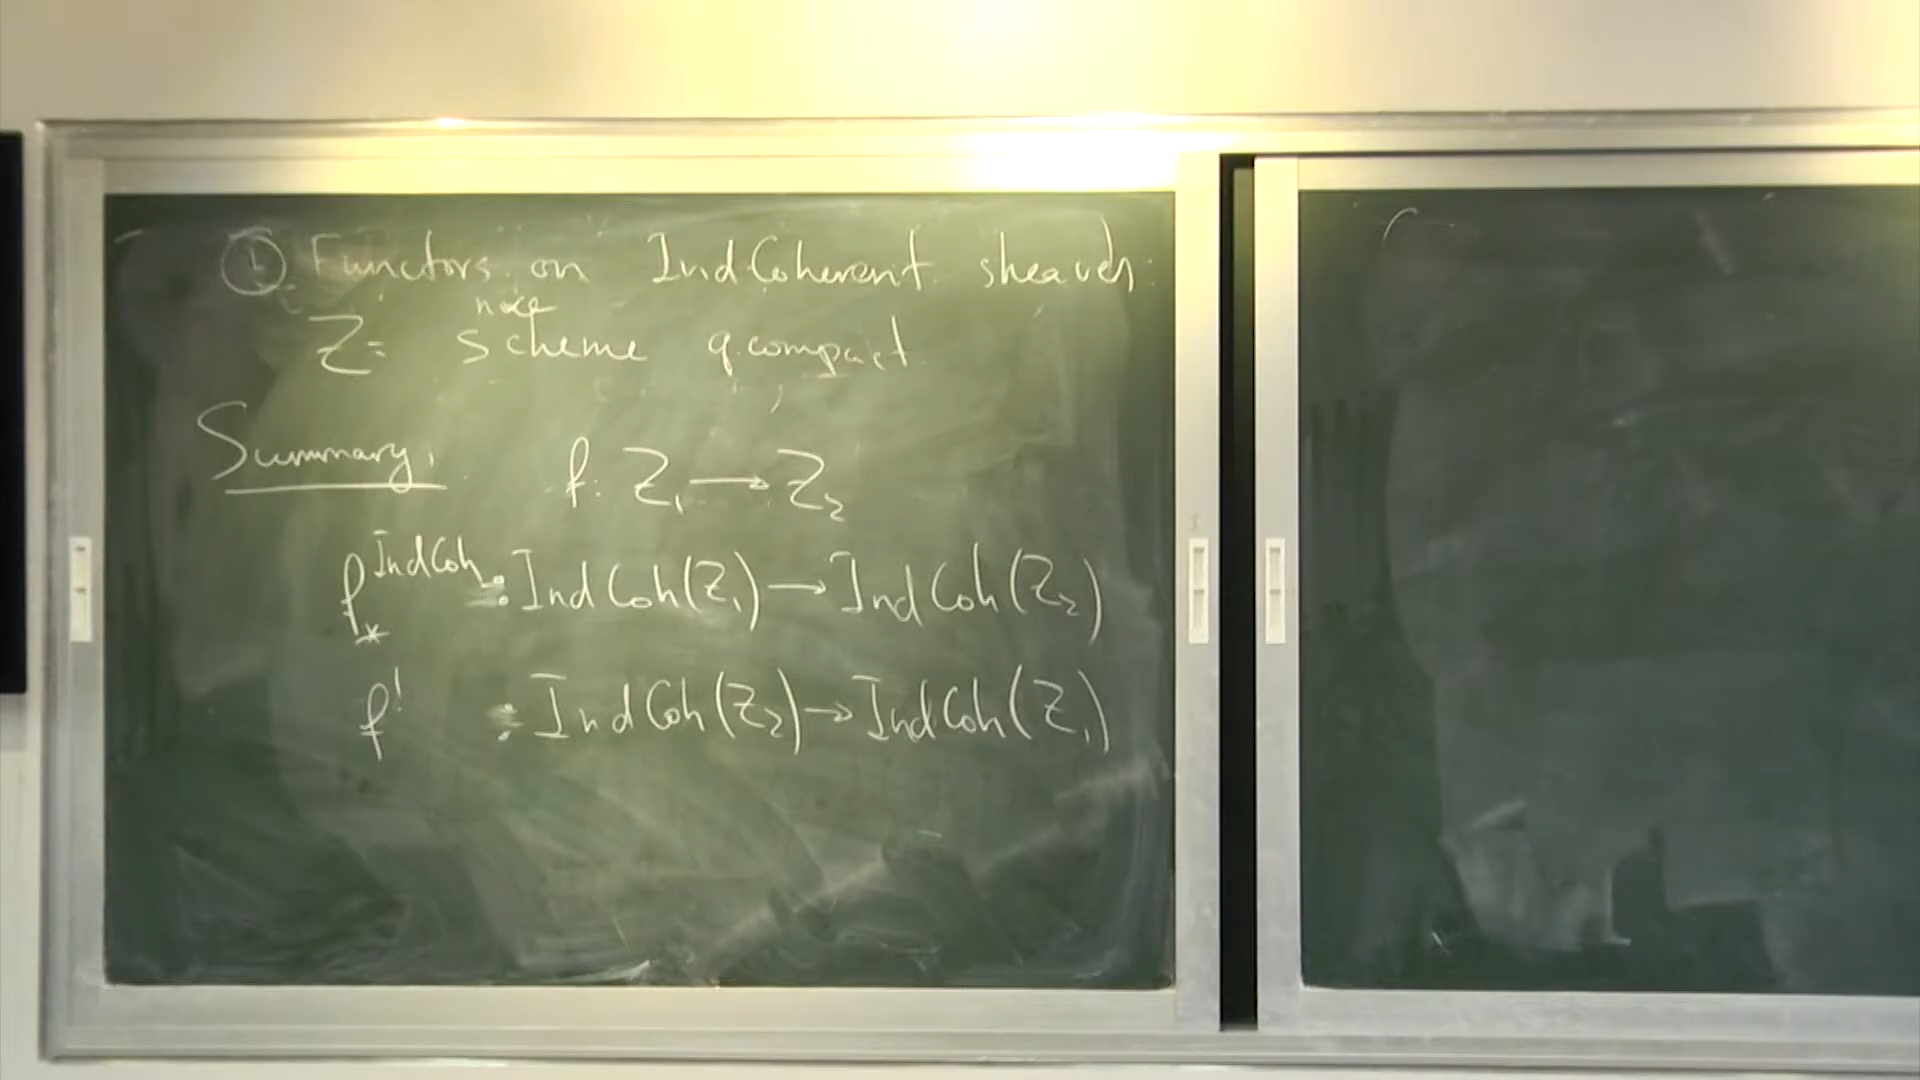 ① Functors on IndCoherent sheaves.
nice
Z = scheme q.compact
Summary. f: Z₁ → Z₂
f_*^{IndCoh} : IndCoh(Z₁) → IndCoh(Z₂)
f^! : IndCoh(Z₂) → IndCoh(Z₁)